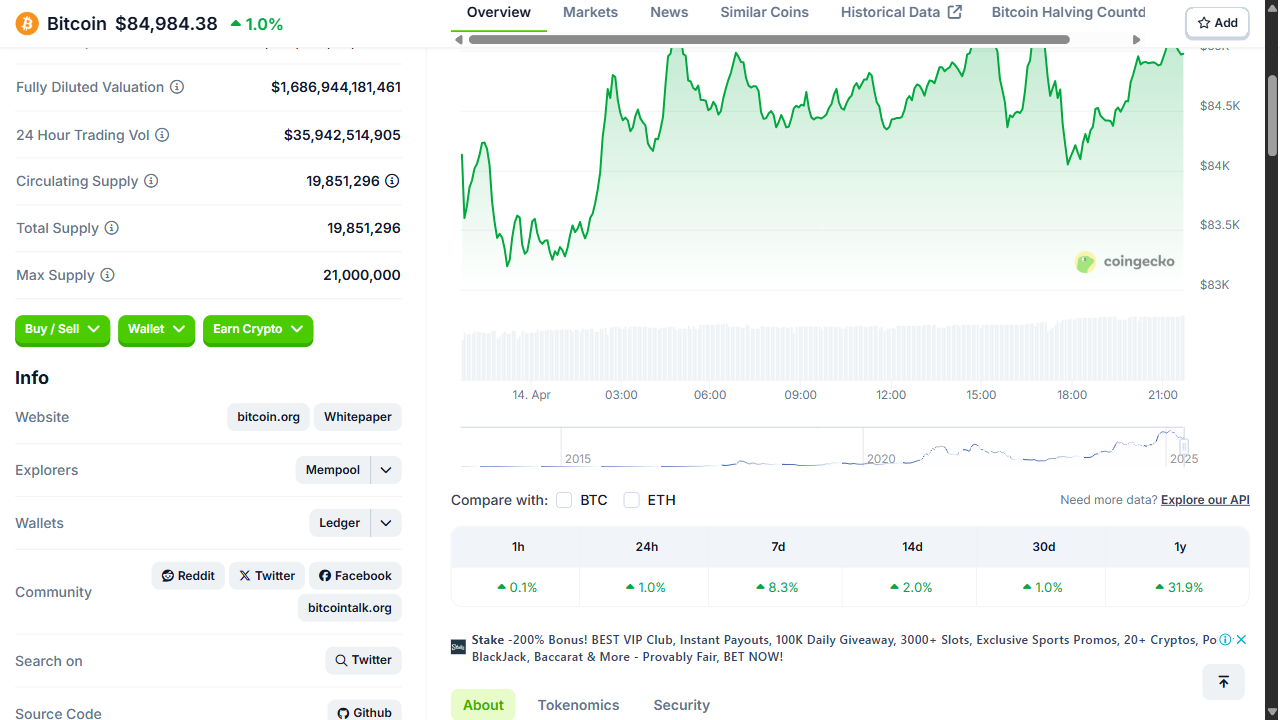 Bitcoin $84,984.38 1.0%
Overview Markets News Similar Coins Historical Data Bitcoin Halving Countd
Add
Fully Diluted Valuation $1,686,944,181,461
24 Hour Trading Vol $35,942,514,905
Circulating Supply 19,851,296
Total Supply 19,851,296
Max Supply 21,000,000
Buy / Sell Wallet Earn Crypto
Info
Website bitcoin.org Whitepaper
Explorers Mempool
Wallets Ledger
Community Reddit Twitter Facebook
bitcointalk.org
Search on Twitter
Source Code Github
$84.5K
$84K
$83.5K
$83K
coingecko
14. Apr 03:00 06:00 09:00 12:00 15:00 18:00 21:00
2015 2020 2025
Compare with: BTC ETH
Need more data? Explore our API
1h 24h 7d 14d 30d 1y
0.1% 1.0% 8.3% 2.0% 1.0% 31.9%
Stake -200% Bonus! BEST VIP Club, Instant Payouts, 100K Daily Giveaway, 3000+ Slots, Exclusive Sports Promos, 20+ Cryptos, Po
BlackJack, Baccarat & More - Provably Fair, BET NOW!
About Tokenomics Security